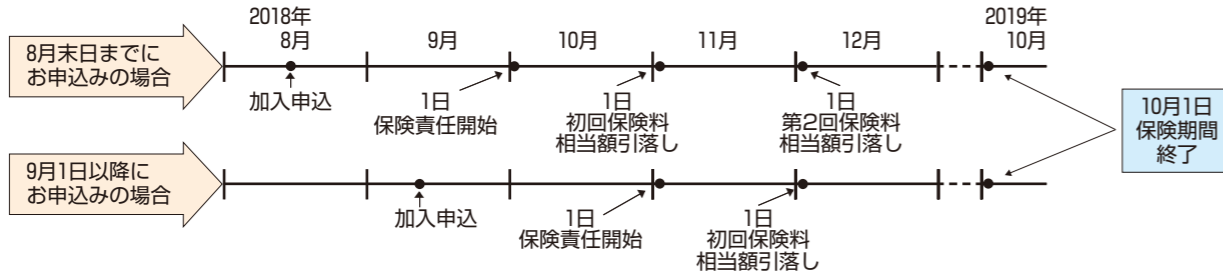 2018年
8月
9月
10月
11月
12月
2019年
10月
8月末日までに
お申込みの場合
加入申込
1日
保険責任開始
1日
初回保険料
相当額引落し
1日
第2回保険料
相当額引落し
10月1日
保険期間
終了
9月1日以降に
お申込みの場合
加入申込
1日
保険責任開始
1日
初回保険料
相当額引落し